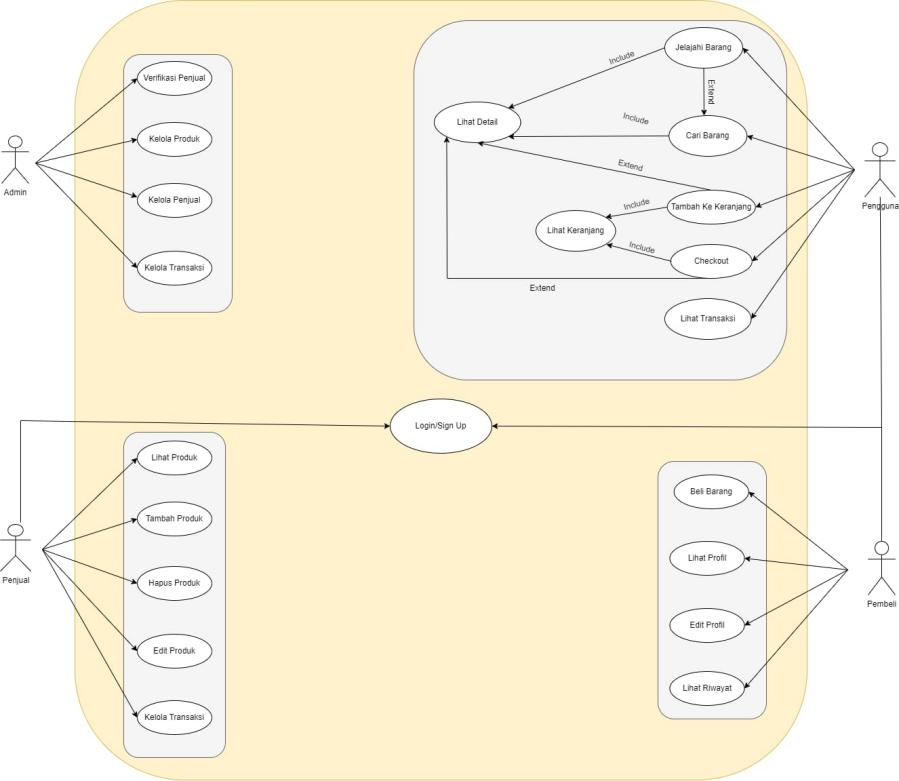 Verifikasi Penjual
Kelola Produk
Kelola Penjual
Kelola Transaksi
Admin
Jelajahi Barang
Include
Extend
Lihat Detail
Include
Cari Barang
Extend
Tambah Ke Keranjang
Include
Lihat Keranjang
Include
Checkout
Extend
Lihat Transaksi
Pengguna
Login/Sign Up
Lihat Produk
Tambah Produk
Hapus Produk
Edit Produk
Kelola Transaksi
Penjual
Beli Barang
Lihat Profil
Edit Profil
Lihat Riwayat
Pembeli